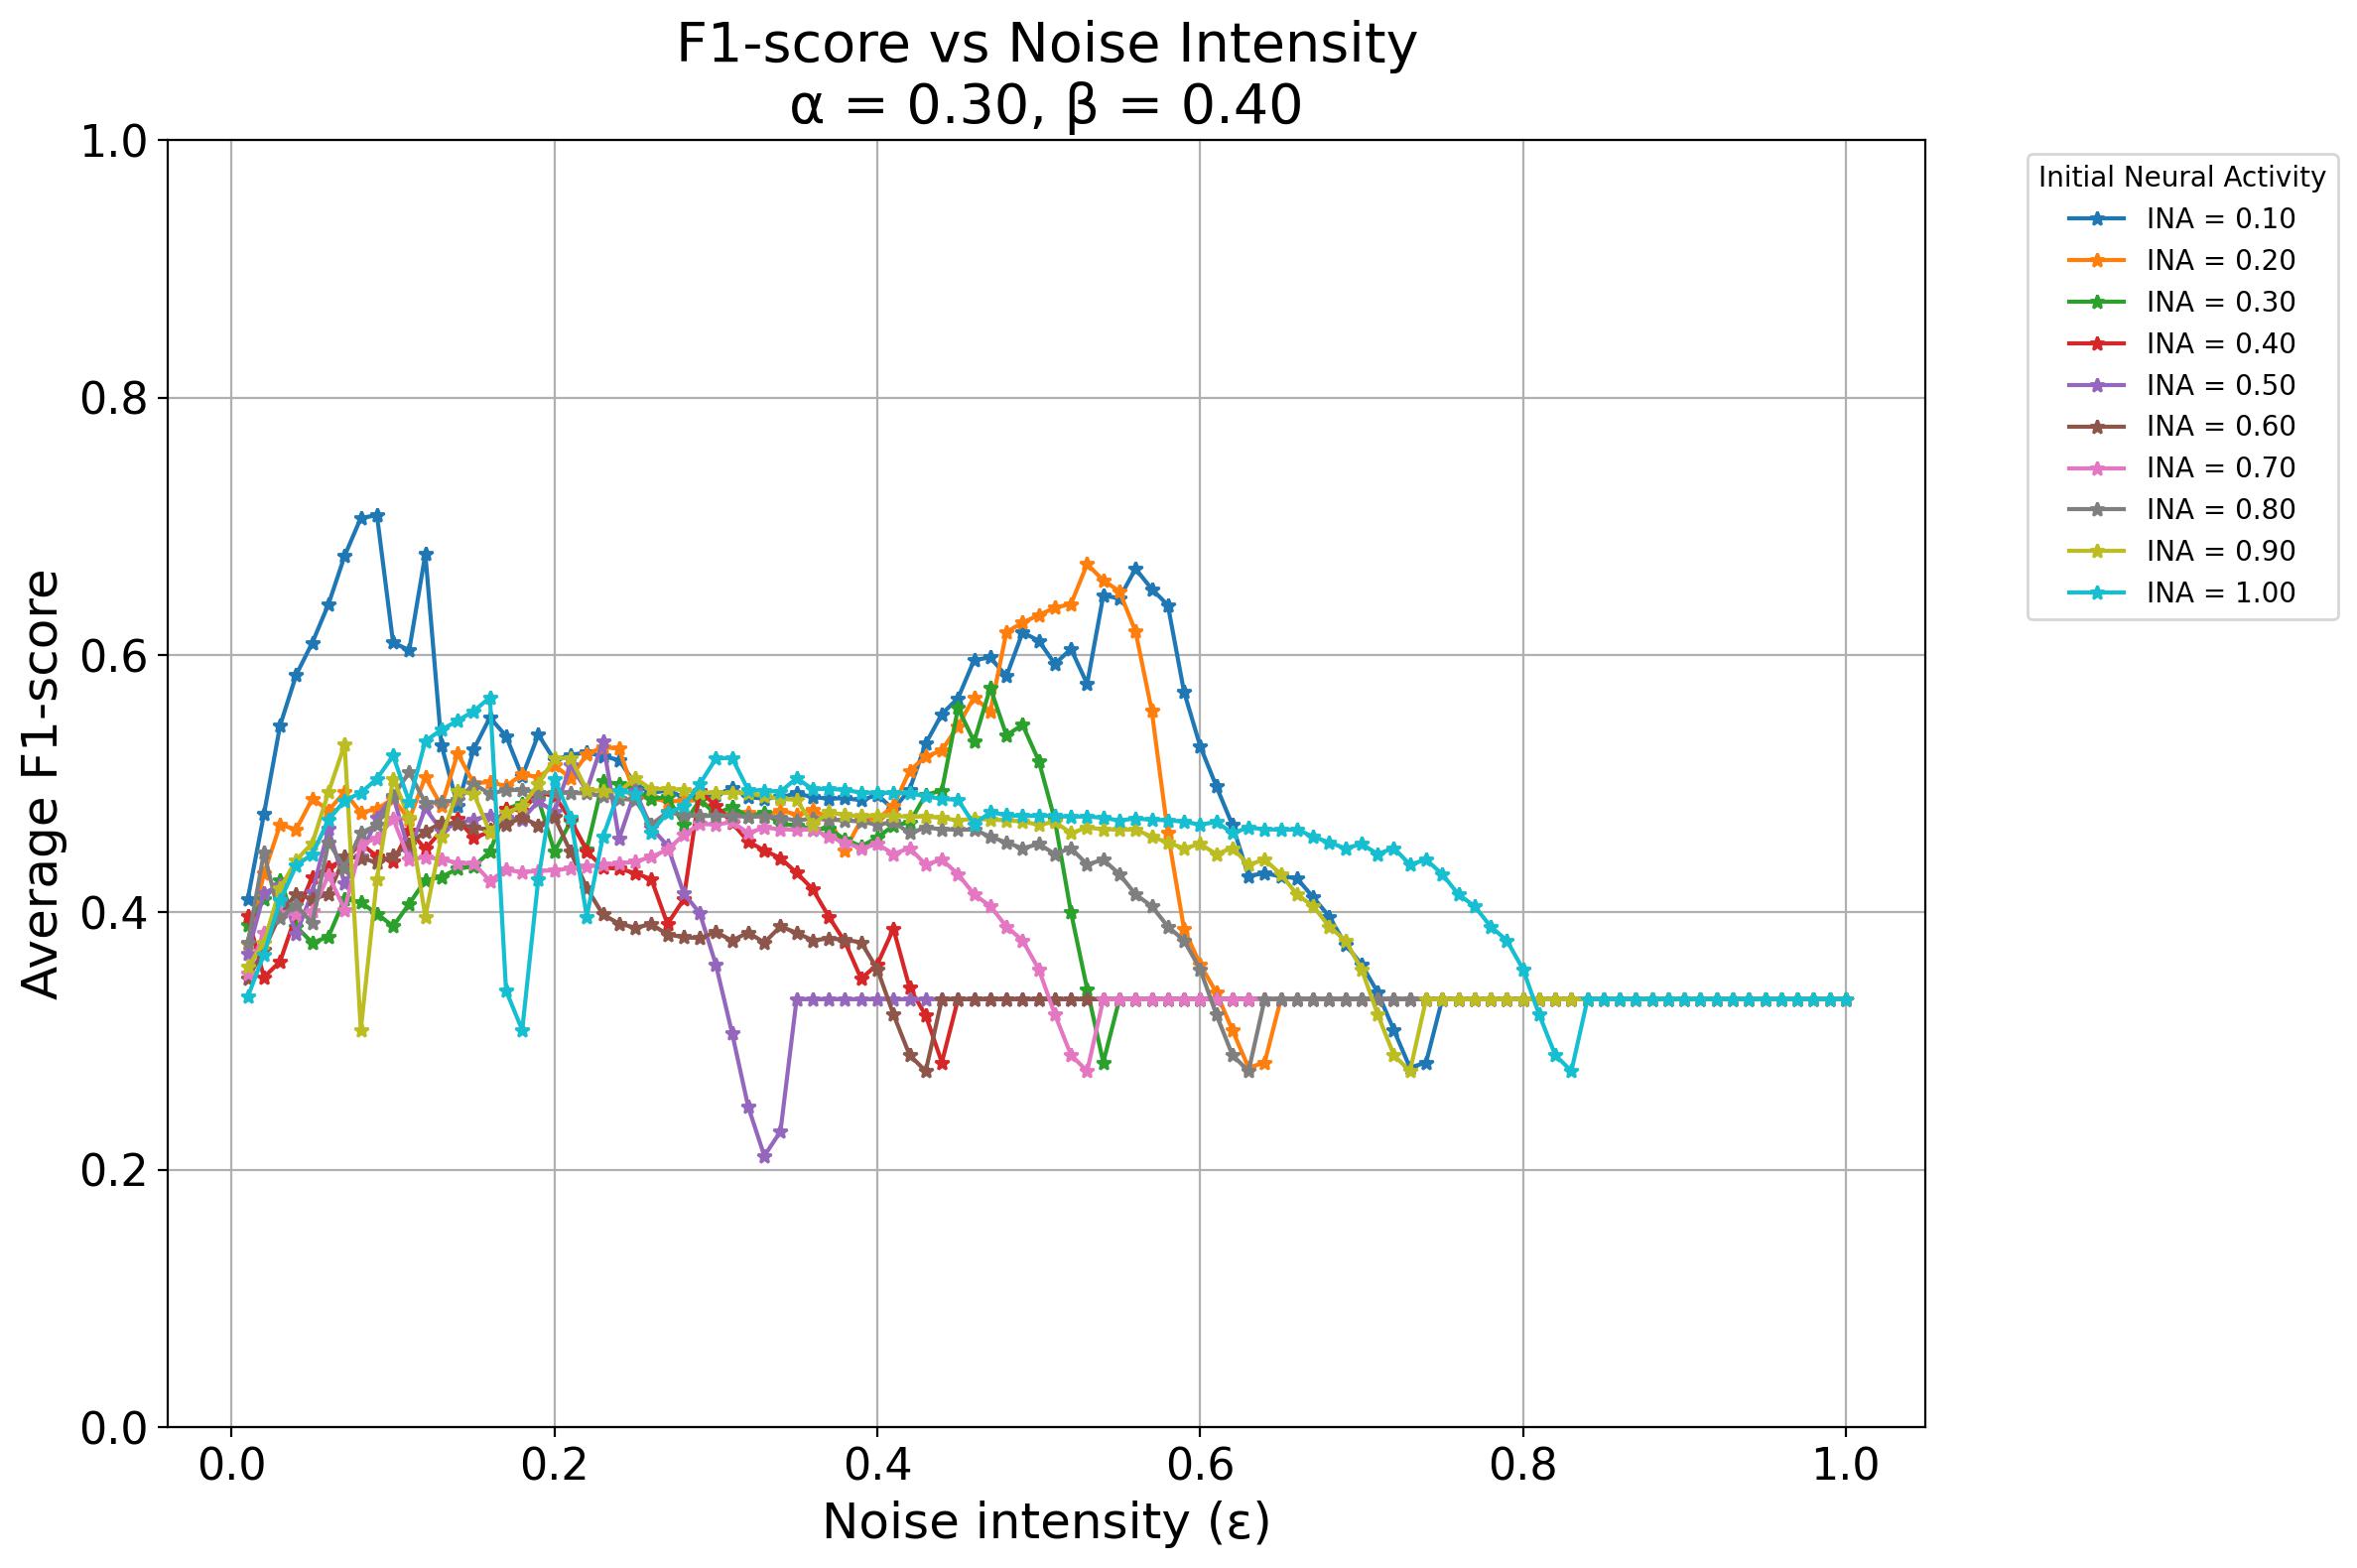 F1-score vs Noise Intensity
α = 0.30, β = 0.40
Average F1-score
1.0
0.8
0.6
0.4
0.2
0.0
0.0 0.2 0.4 0.6 0.8 1.0
Noise intensity (ε)
Initial Neural Activity
INA = 0.10
INA = 0.20
INA = 0.30
INA = 0.40
INA = 0.50
INA = 0.60
INA = 0.70
INA = 0.80
INA = 0.90
INA = 1.00